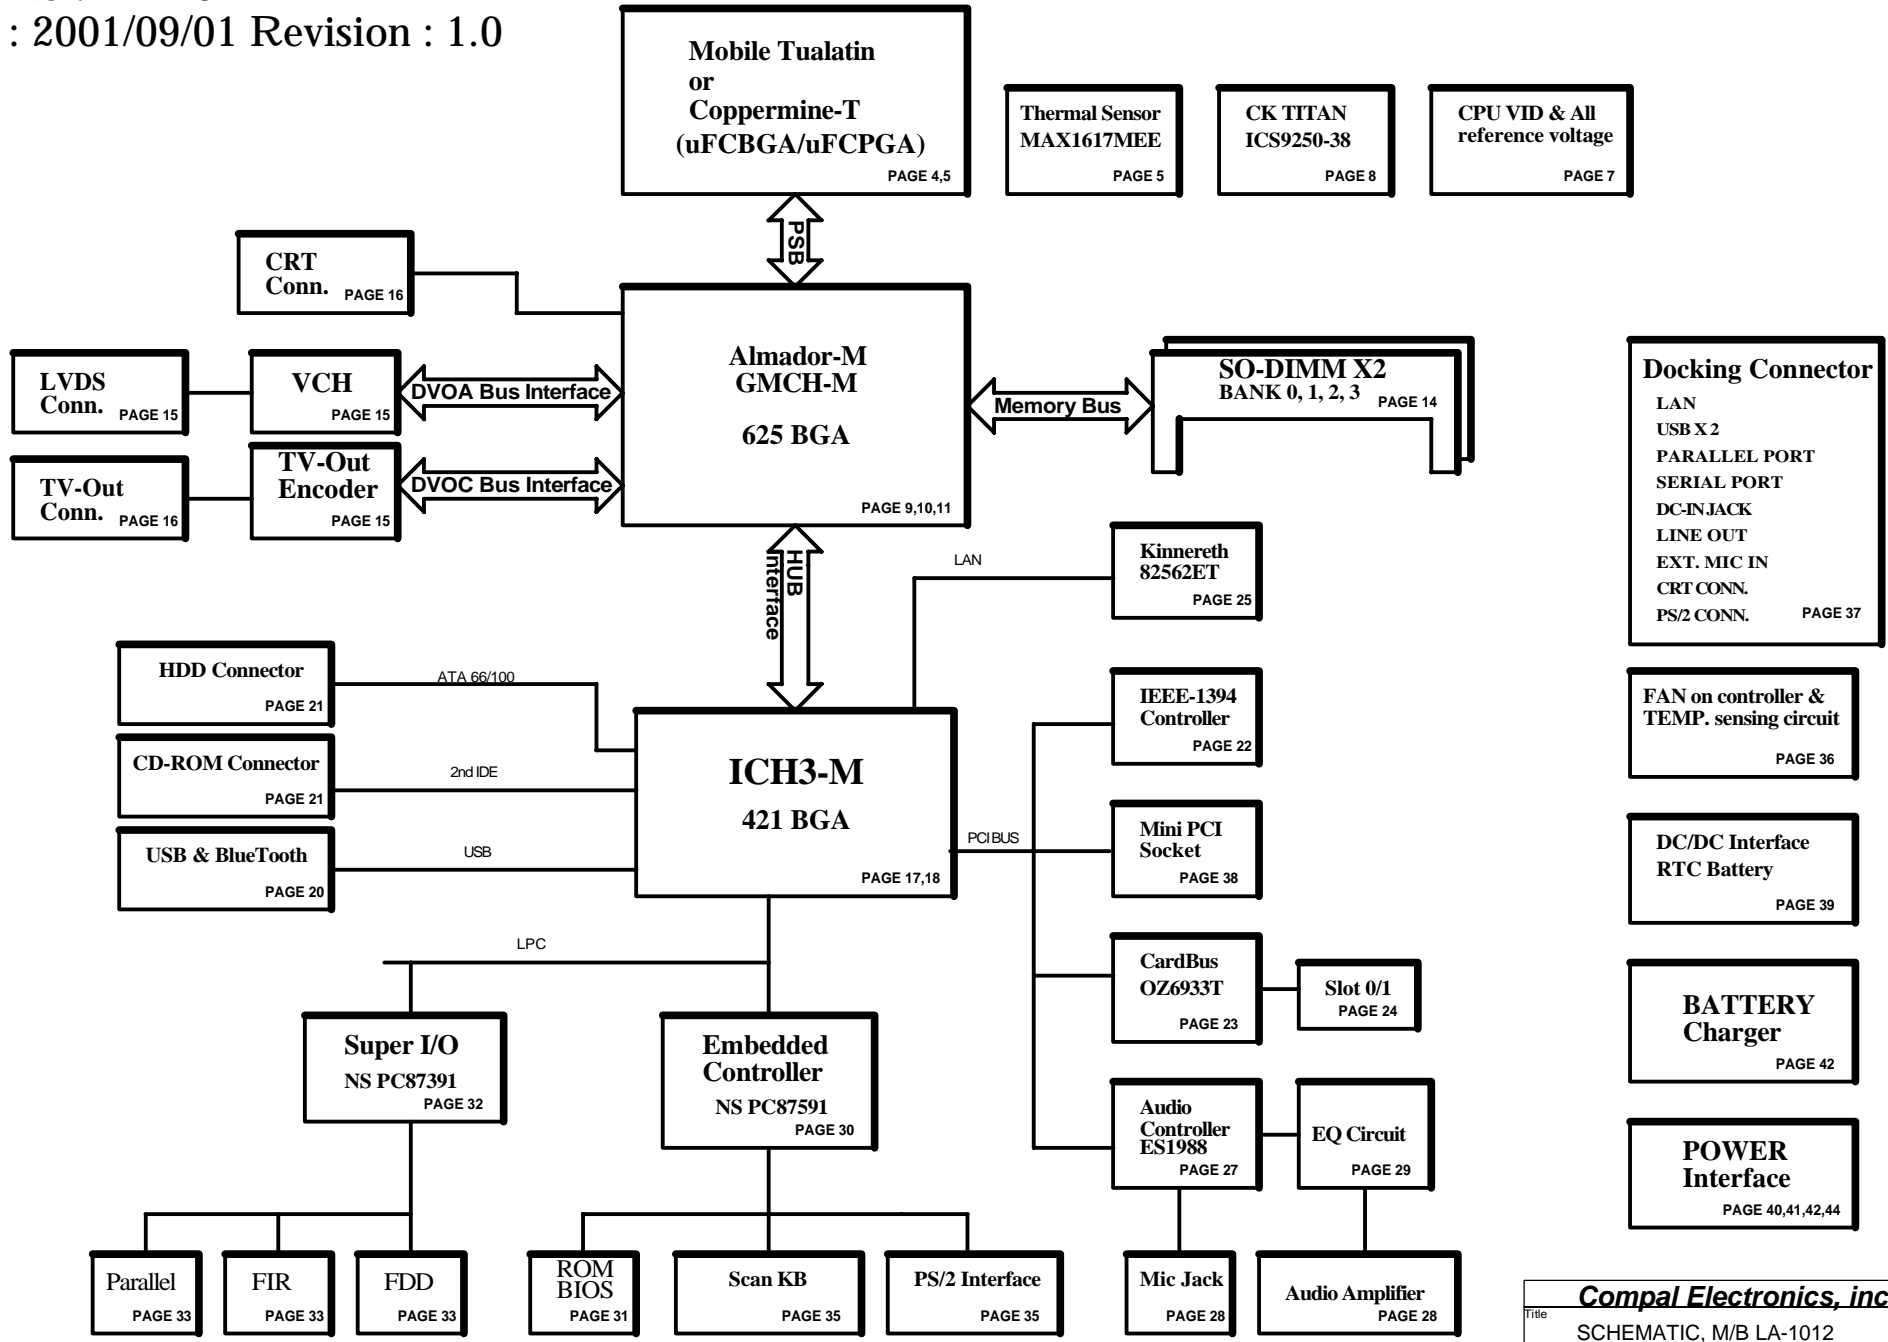 : 2001/09/01 Revision : 1.0
Mobile Tualatin
or
Coppermine-T
(uFCBGA/uFCPGA)
PAGE 4,5
Thermal Sensor
MAX1617MEE
PAGE 5
CK TITAN
ICS9250-38
PAGE 8
CPU VID & All
reference voltage
PAGE 7
PSB
CRT
Conn.
PAGE 16
Almador-M
GMCH-M
625 BGA
PAGE 9,10,11
LVDS
Conn.
PAGE 15
VCH
PAGE 15
DVOA Bus Interface
TV-Out
Conn.
PAGE 16
TV-Out
Encoder
PAGE 15
DVOC Bus Interface
Memory Bus
SO-DIMM X2
BANK 0, 1, 2, 3
PAGE 14
Docking Connector
LAN
USB X 2
PARALLEL PORT
SERIAL PORT
DC-IN JACK
LINE OUT
EXT. MIC IN
CRT CONN.
PS/2 CONN.
PAGE 37
HUB
Interface
LAN
Kinnereth
82562ET
PAGE 25
HDD Connector
PAGE 21
ATA 66/100
CD-ROM Connector
PAGE 21
2nd IDE
USB & BlueTooth
PAGE 20
USB
ICH3-M
421 BGA
PAGE 17,18
PCI BUS
IEEE-1394
Controller
PAGE 22
Mini PCI
Socket
PAGE 38
CardBus
OZ6933T
PAGE 23
Slot 0/1
PAGE 24
FAN on controller &
TEMP. sensing circuit
PAGE 36
DC/DC Interface
RTC Battery
PAGE 39
BATTERY
Charger
PAGE 42
POWER
Interface
PAGE 40,41,42,44
LPC
Super I/O
NS PC87391
PAGE 32
Embedded
Controller
NS PC87591
PAGE 30
Audio
Controller
ES1988
PAGE 27
EQ Circuit
PAGE 29
Parallel
PAGE 33
FIR
PAGE 33
FDD
PAGE 33
ROM
BIOS
PAGE 31
Scan KB
PAGE 35
PS/2 Interface
PAGE 35
Mic Jack
PAGE 28
Audio Amplifier
PAGE 28
Compal Electronics, inc
Title
SCHEMATIC, M/B LA-1012